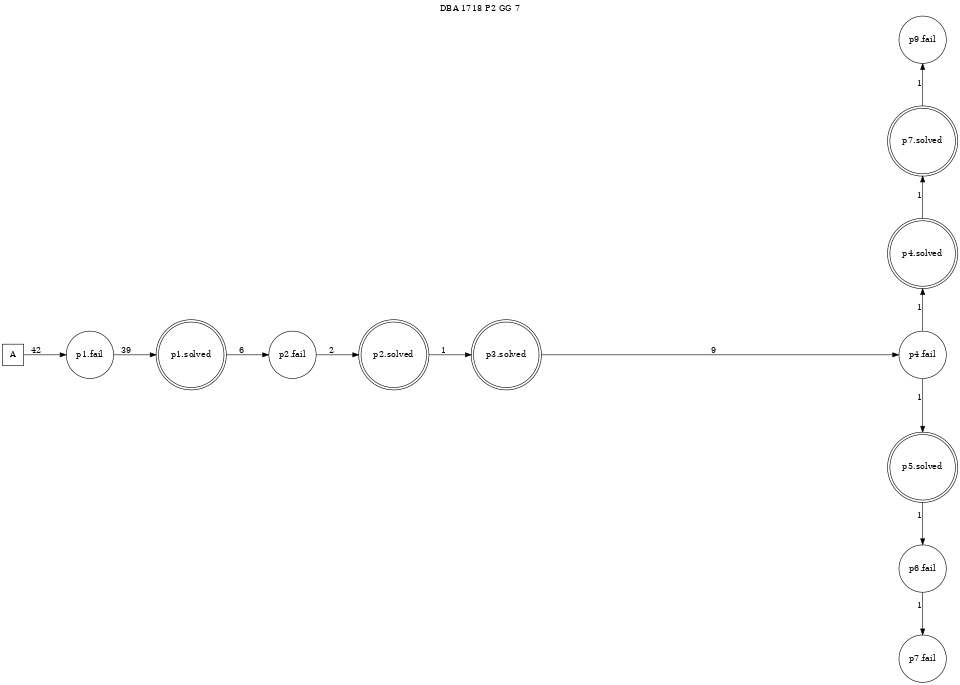 DBA 1718 P2 GG 7
p9.fail
1
p7.solved
1
p4.solved
1
A
42
p1.fail
39
p1.solved
6
p2.fail
2
p2.solved
1
p3.solved
9
p4.fail
1
p5.solved
1
p6.fail
1
p7.fail